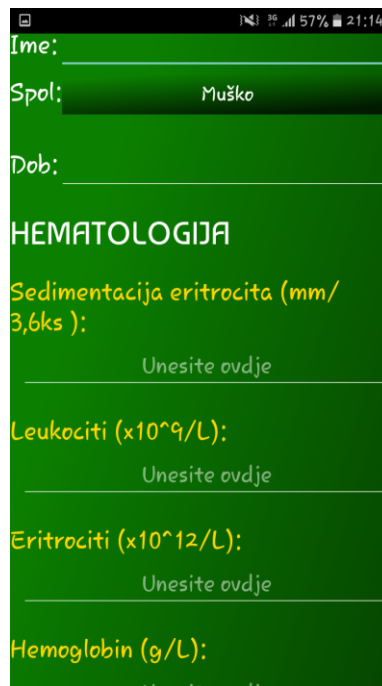 3G 57% 21:14
Ime:
Spol: Muško
Dob:
HEMATOLOGIJA
Sedimentacija eritrocita (mm/
3,6ks ):
Unesite ovdje
Leukociti (x10^9/L):
Unesite ovdje
Eritrociti (x10^12/L):
Unesite ovdje
Hemoglobin (g/L):